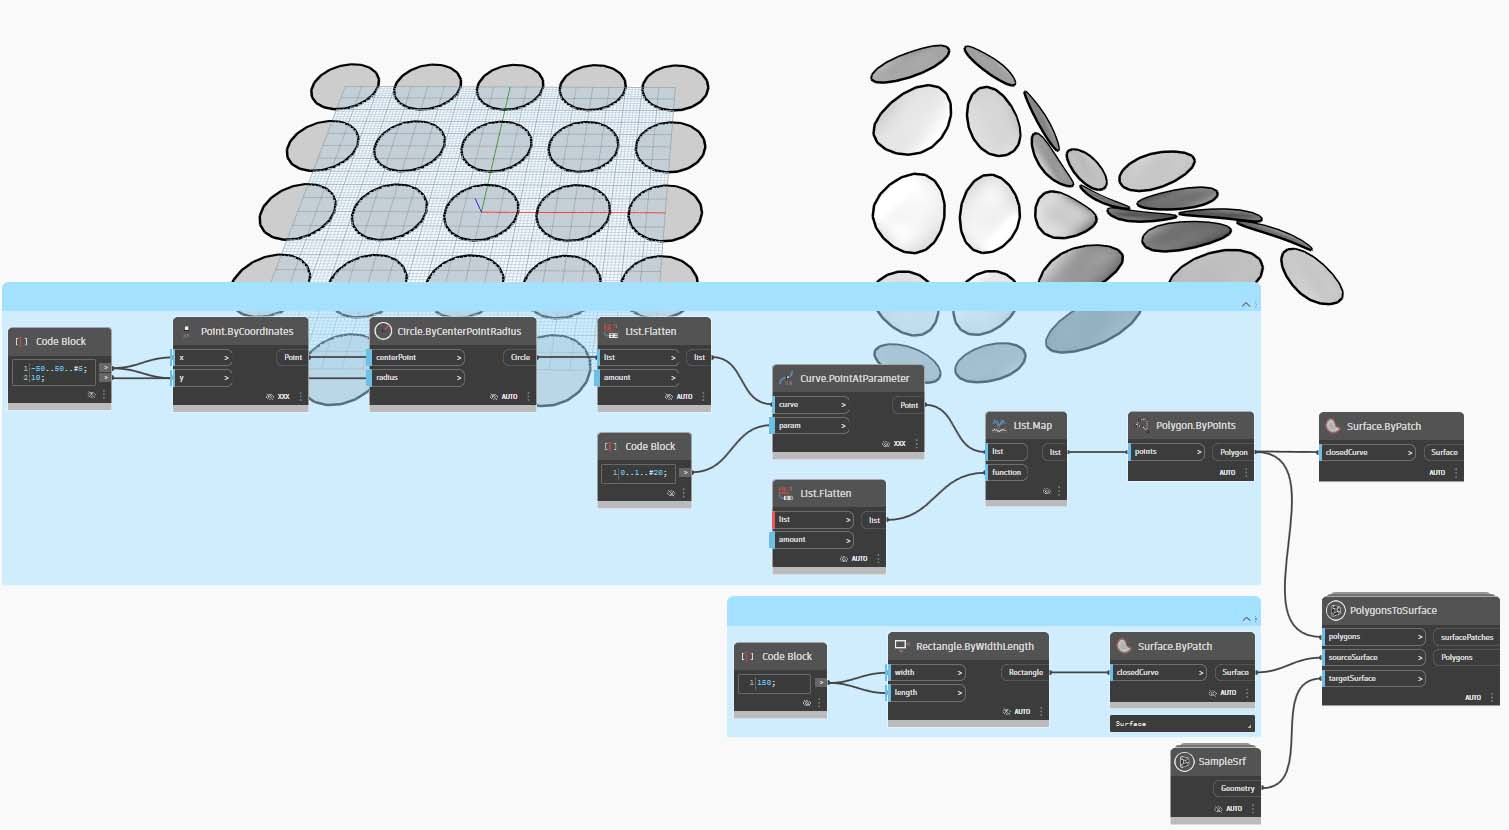 Code Block
1 -50..50..#5; >
2 10; >
Point.ByCoordinates
x > Point
y >
XXX
Circle.ByCenterPointRadius
centerPoint > Circle
radius >
AUTO
List.Flatten
list > list
amount >
AUTO
Code Block
1 0..1..#20; >
Curve.PointAtParameter
curve > Point
param >
XXX
List.Flatten
list > list
amount >
AUTO
List.Map
list list
function
Polygon.ByPoints
points > Polygon
AUTO
Surface.ByPatch
closedCurve > Surface
AUTO
Code Block
1 150; >
Rectangle.ByWidthLength
width > Rectangle
length >
AUTO
Surface.ByPatch
closedCurve > Surface
AUTO
Surface
PolygonsToSurface
polygons > surfacePatches
sourceSurface > Polygons
targetSurface >
AUTO
SampleSrf
Geometry
AUTO